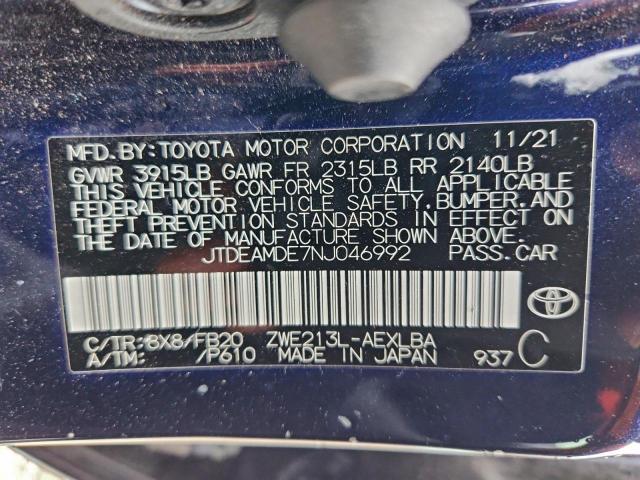 MFD.BY:TOYOTA MOTOR CORPORATION 11/21
GVWR 3915LB GAWR FR 2315LB RR 2140LB
THIS VEHICLE CONFORMS TO ALL APPLICABLE
FEDERAL MOTOR VEHICLE SAFETY,BUMPER,AND
THEFT PREVENTION STANDARDS IN EFFECT ON
THE DATE OF MANUFACTURE SHOWN ABOVE.
JTDEAMDE7NJ046992 PASS.CAR
C/TR:8X8/FB20 ZWE213L-AEXLBA
A/TM: /P610 MADE IN JAPAN 937 C